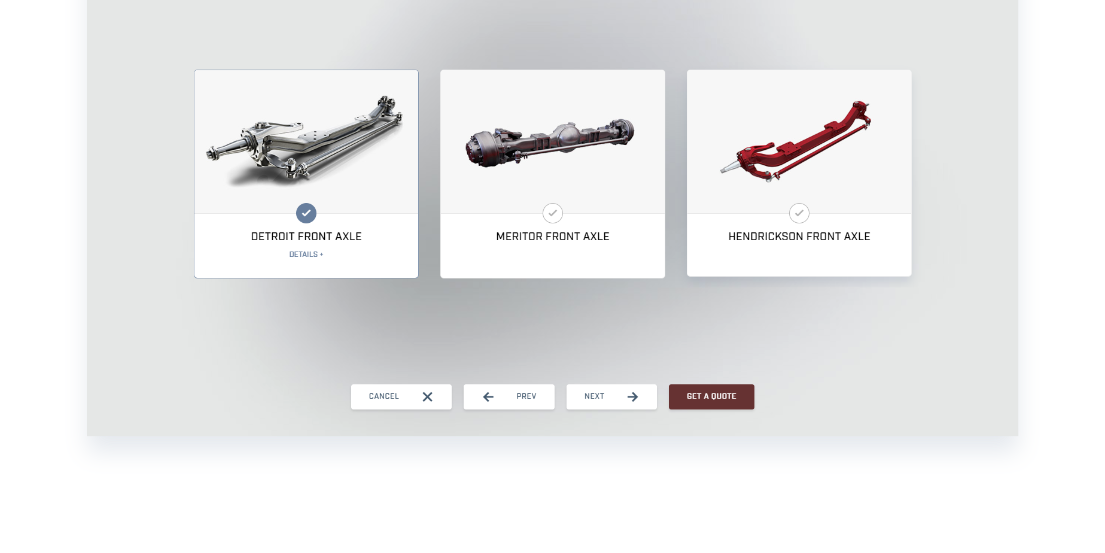 DETROIT FRONT AXLE
DETAILS +
MERITOR FRONT AXLE
HENDRICKSON FRONT AXLE
CANCEL
PREV
NEXT
GET A QUOTE